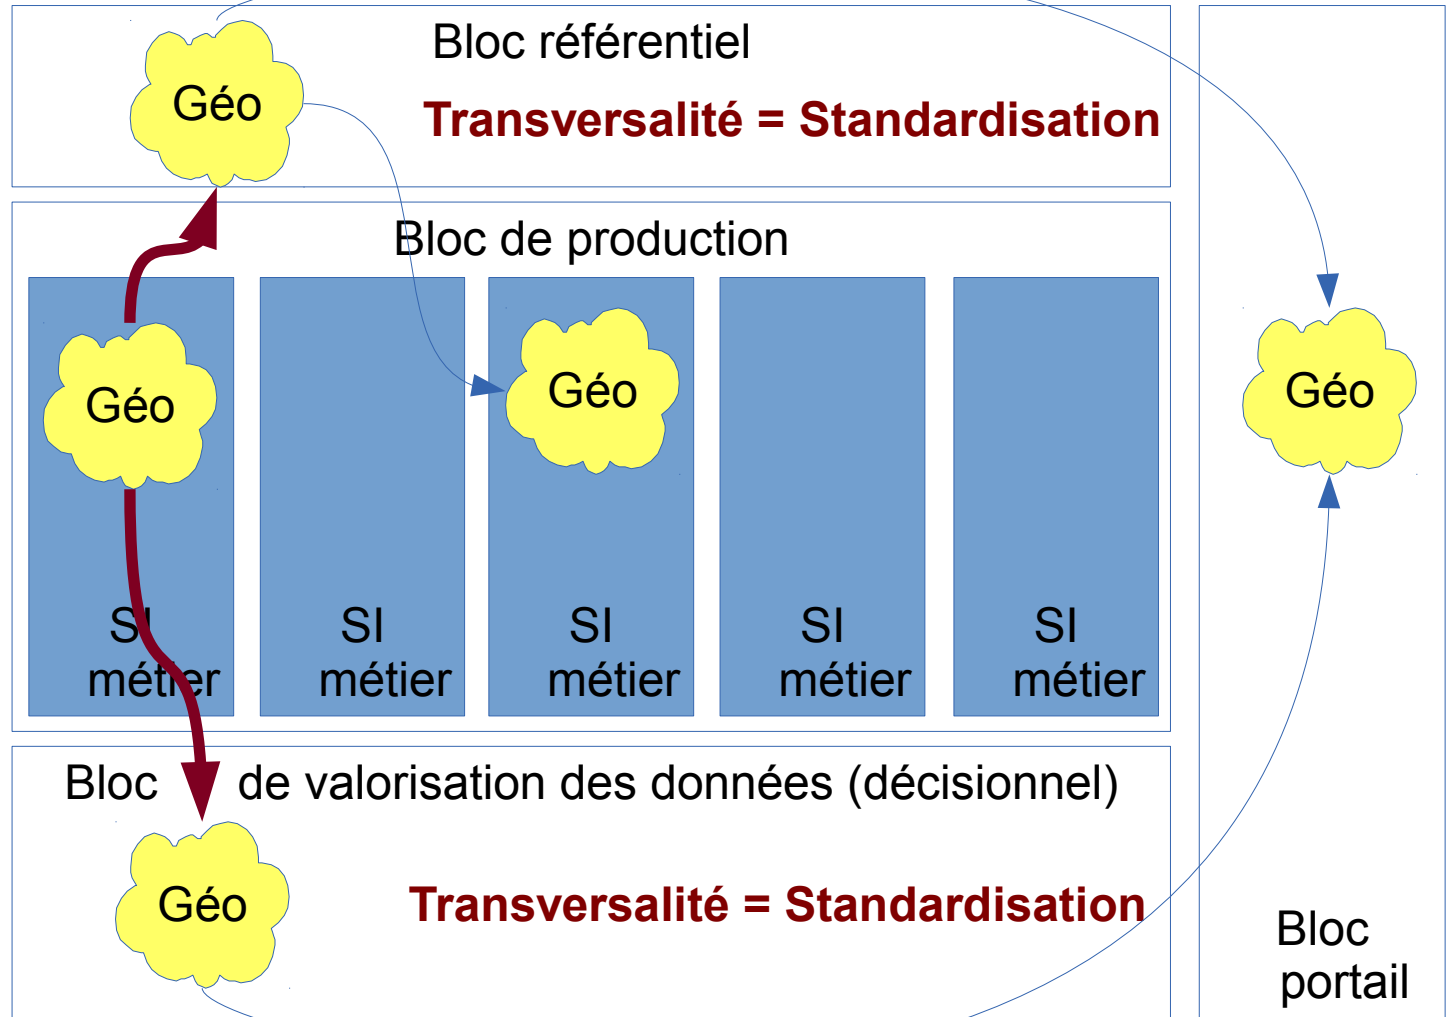 Bloc référentiel
Géo
Transversalité = Standardisation
Bloc de production
Géo
Géo
Géo
SI
métier
SI
métier
SI
métier
SI
métier
SI
métier
Bloc de valorisation des données (décisionnel)
Géo
Transversalité = Standardisation
Bloc
portail